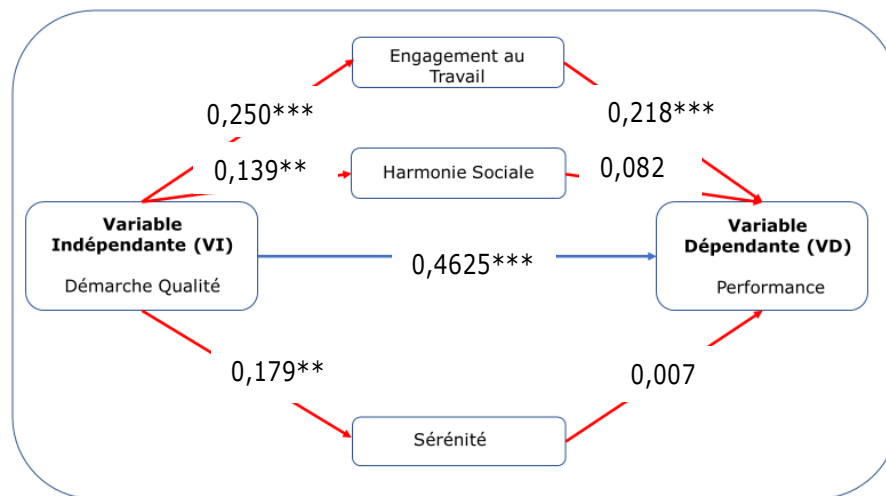 Engagement au
Travail
0,250***
0,218***
0,139**
Harmonie Sociale
0,082
Variable
Indépendante (VI)
Démarche Qualité
0,4625***
Variable
Dépendante (VD)
Performance
0,179**
0,007
Sérénité